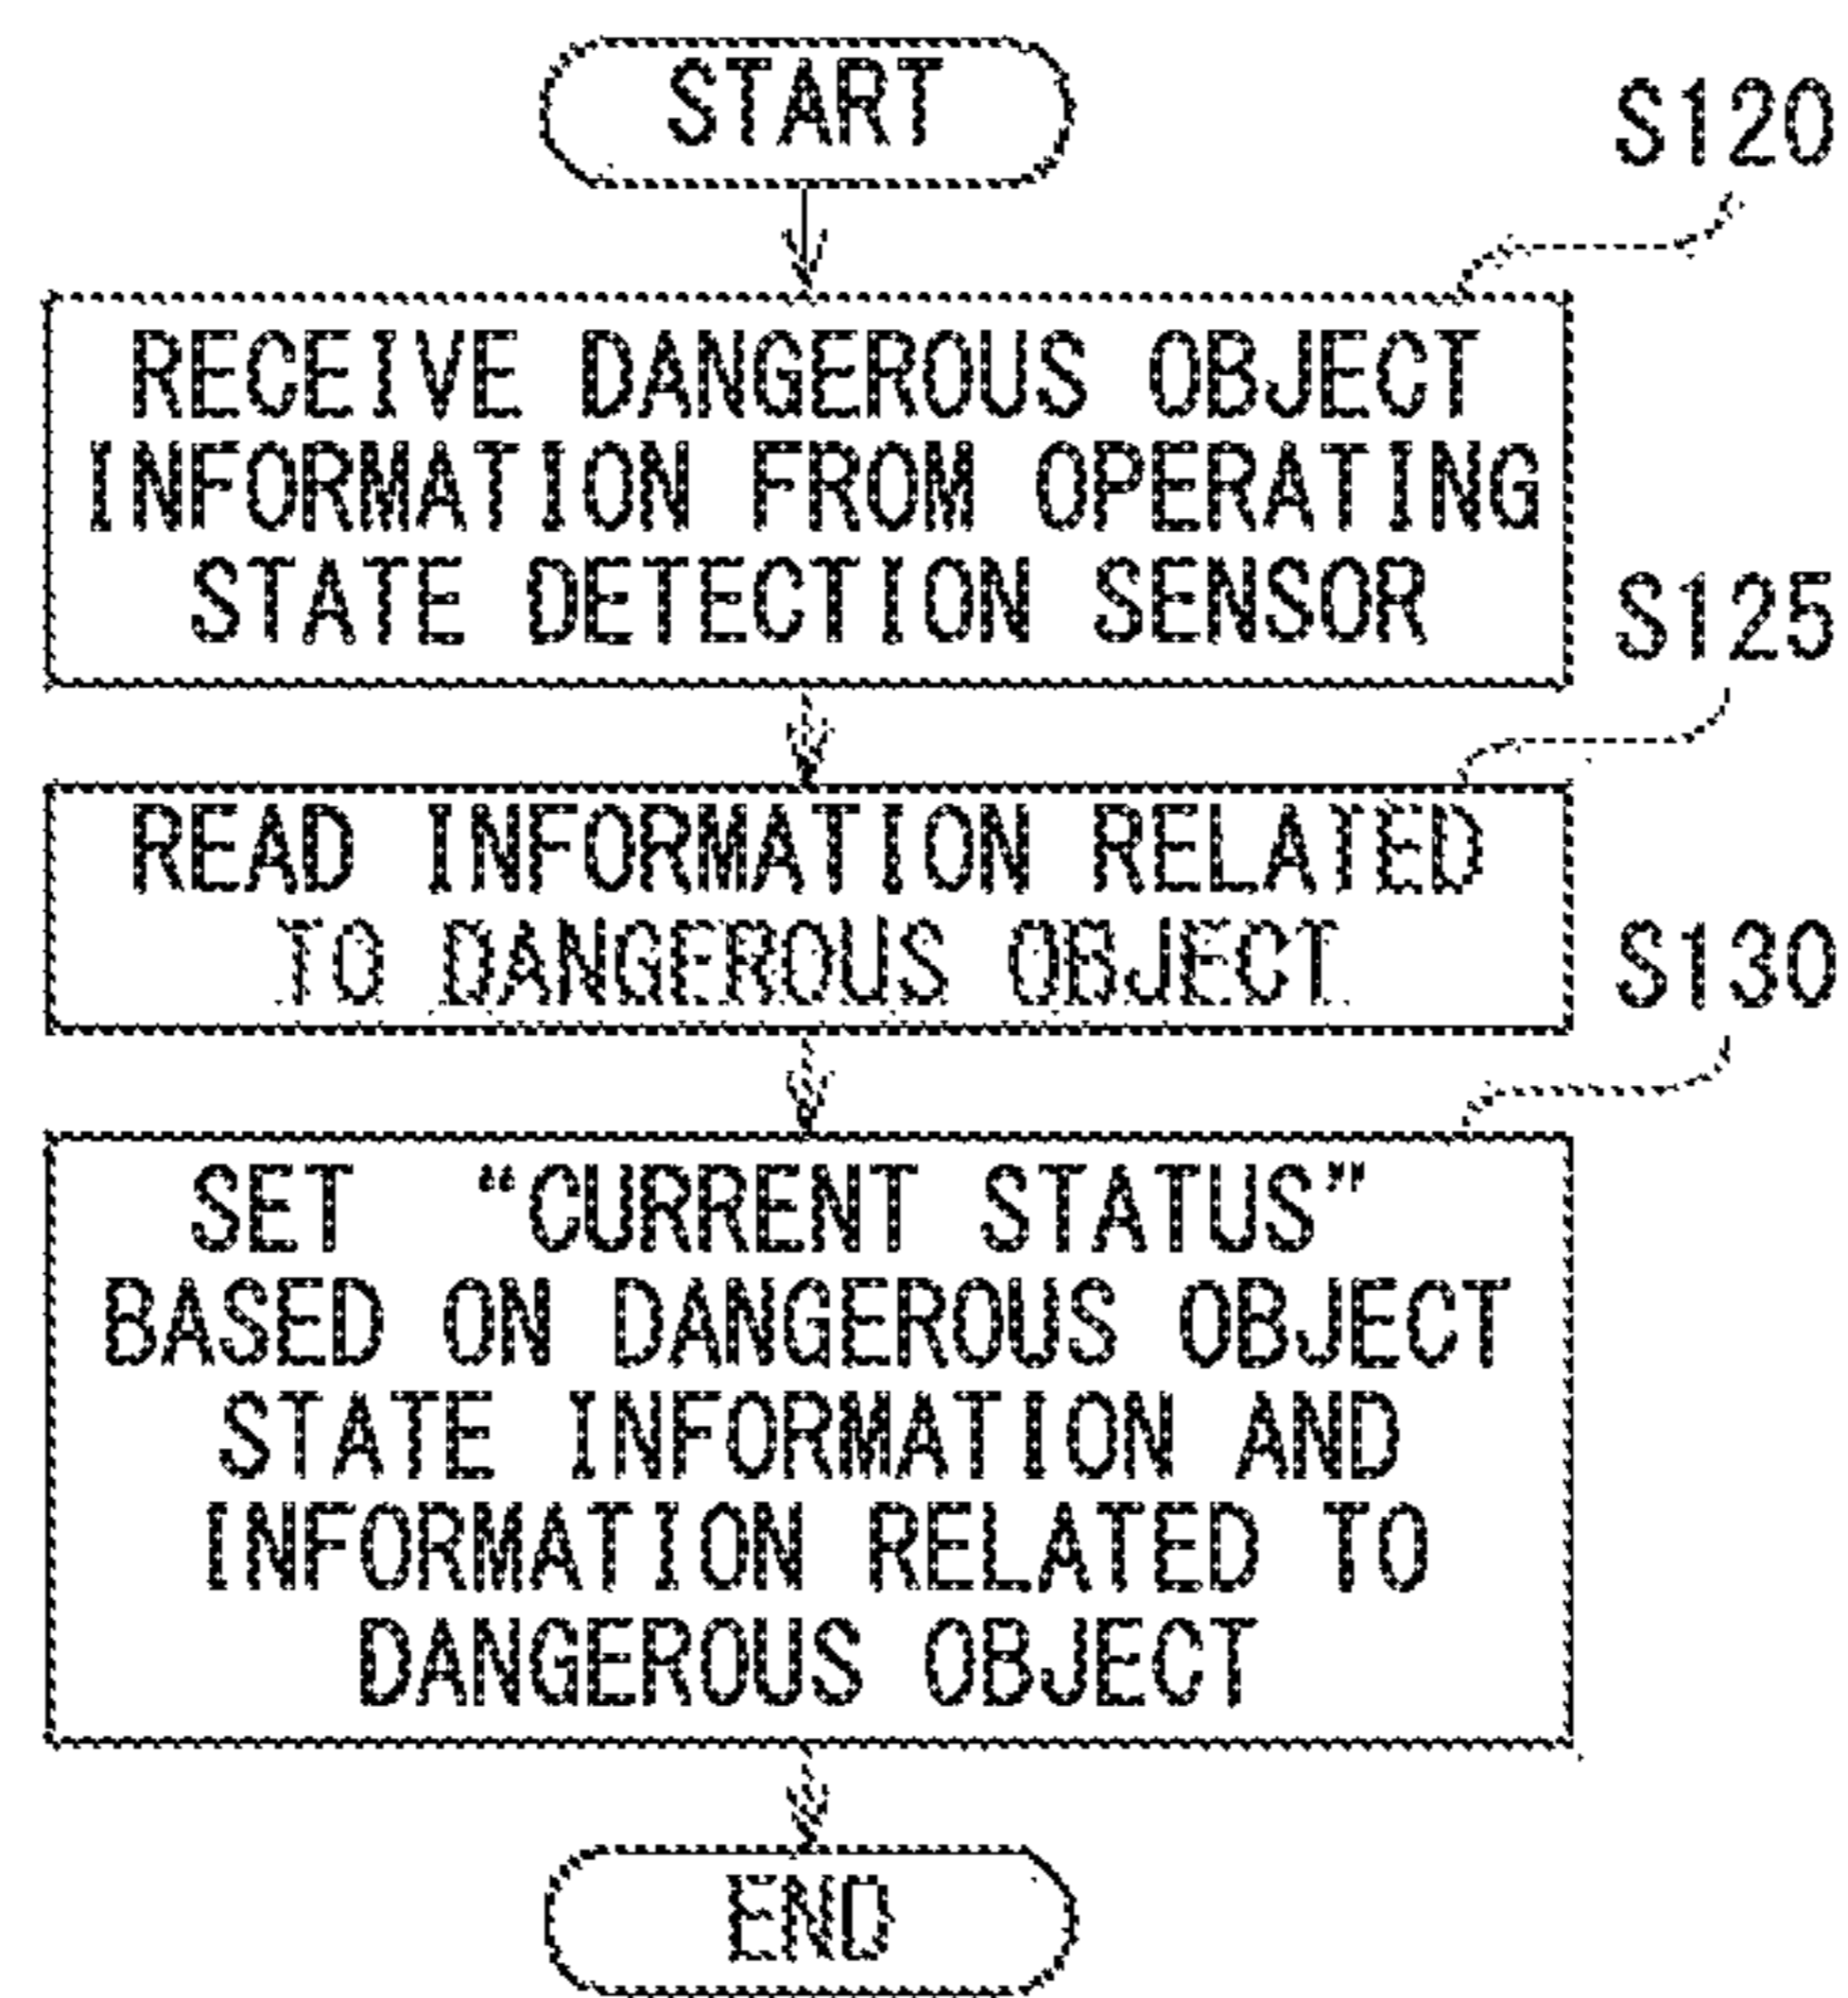 START
S120
RECEIVE DANGEROUS OBJECT
INFORMATION FROM OPERATING
STATE DETECTION SENSOR
S125
READ INFORMATION RELATED
TO DANGEROUS OBJECT
S130
SET “CURRENT STATUS”
BASED ON DANGEROUS OBJECT
STATE INFORMATION AND
INFORMATION RELATED TO
DANGEROUS OBJECT
END